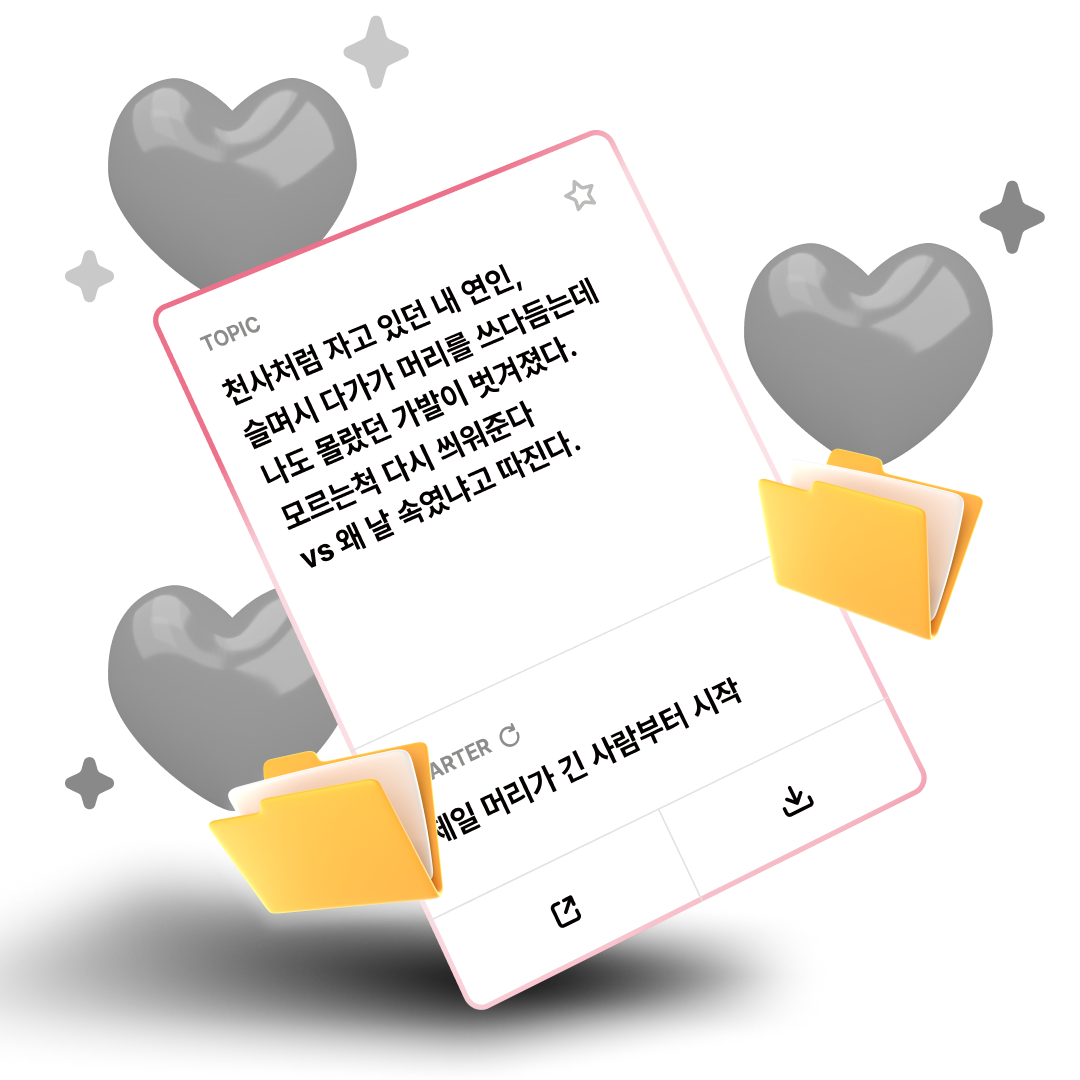 TOPIC
천사처럼 자고 있던 내 연인,
슬며시 다가가 머리를 쓰다듬는데
나도 몰랐던 가발이 벗겨졌다.
모르는척 다시 씌워준다
vs 왜 날 속였냐고 따진다.
ARTER
제일 머리가 긴 사람부터 시작